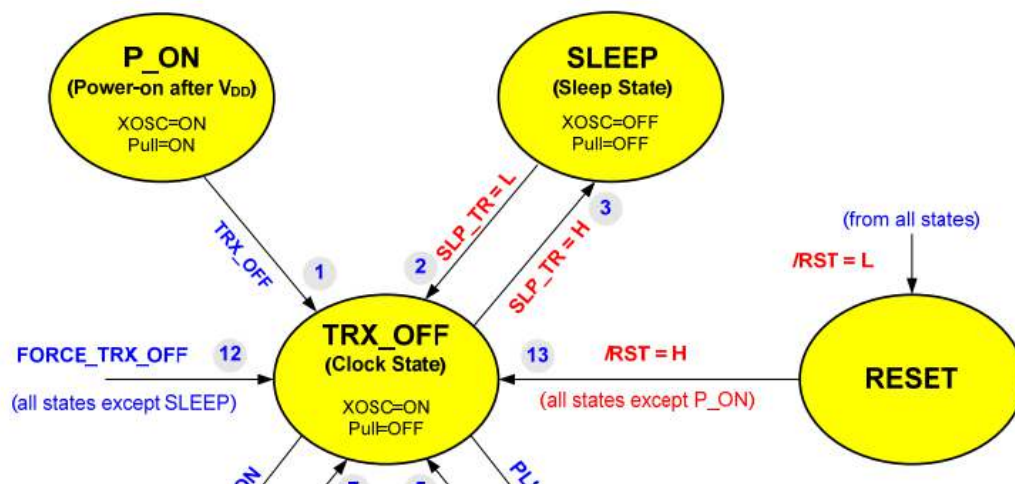 P_ON
(Power-on after VDD)
XOSC=ON
Pull=ON
SLEEP
(Sleep State)
XOSC=OFF
Pull=OFF
TRX_OFF
1
2
SLP_TR = L
SLP_TR = H
3
(from all states)
/RST = L
FORCE_TRX_OFF
12
(all states except SLEEP)
TRX_OFF
(Clock State)
XOSC=ON
Pull=OFF
13
/RST = H
(all states except P_ON)
RESET